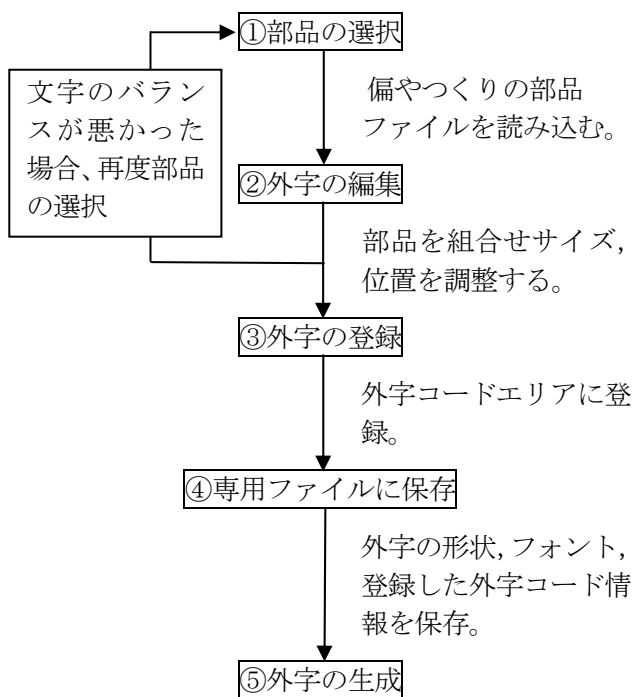 ①部品の選択
文字のバラン
スが悪かった
場合、再度部品
の選択
偏やつくりの部品
ファイルを読み込む。
②外字の編集
部品を組合せサイズ,
位置を調整する。
③外字の登録
外字コードエリアに登
録。
④専用ファイルに保存
外字の形状,フォント,
登録した外字コード情
報を保存。
⑤外字の生成